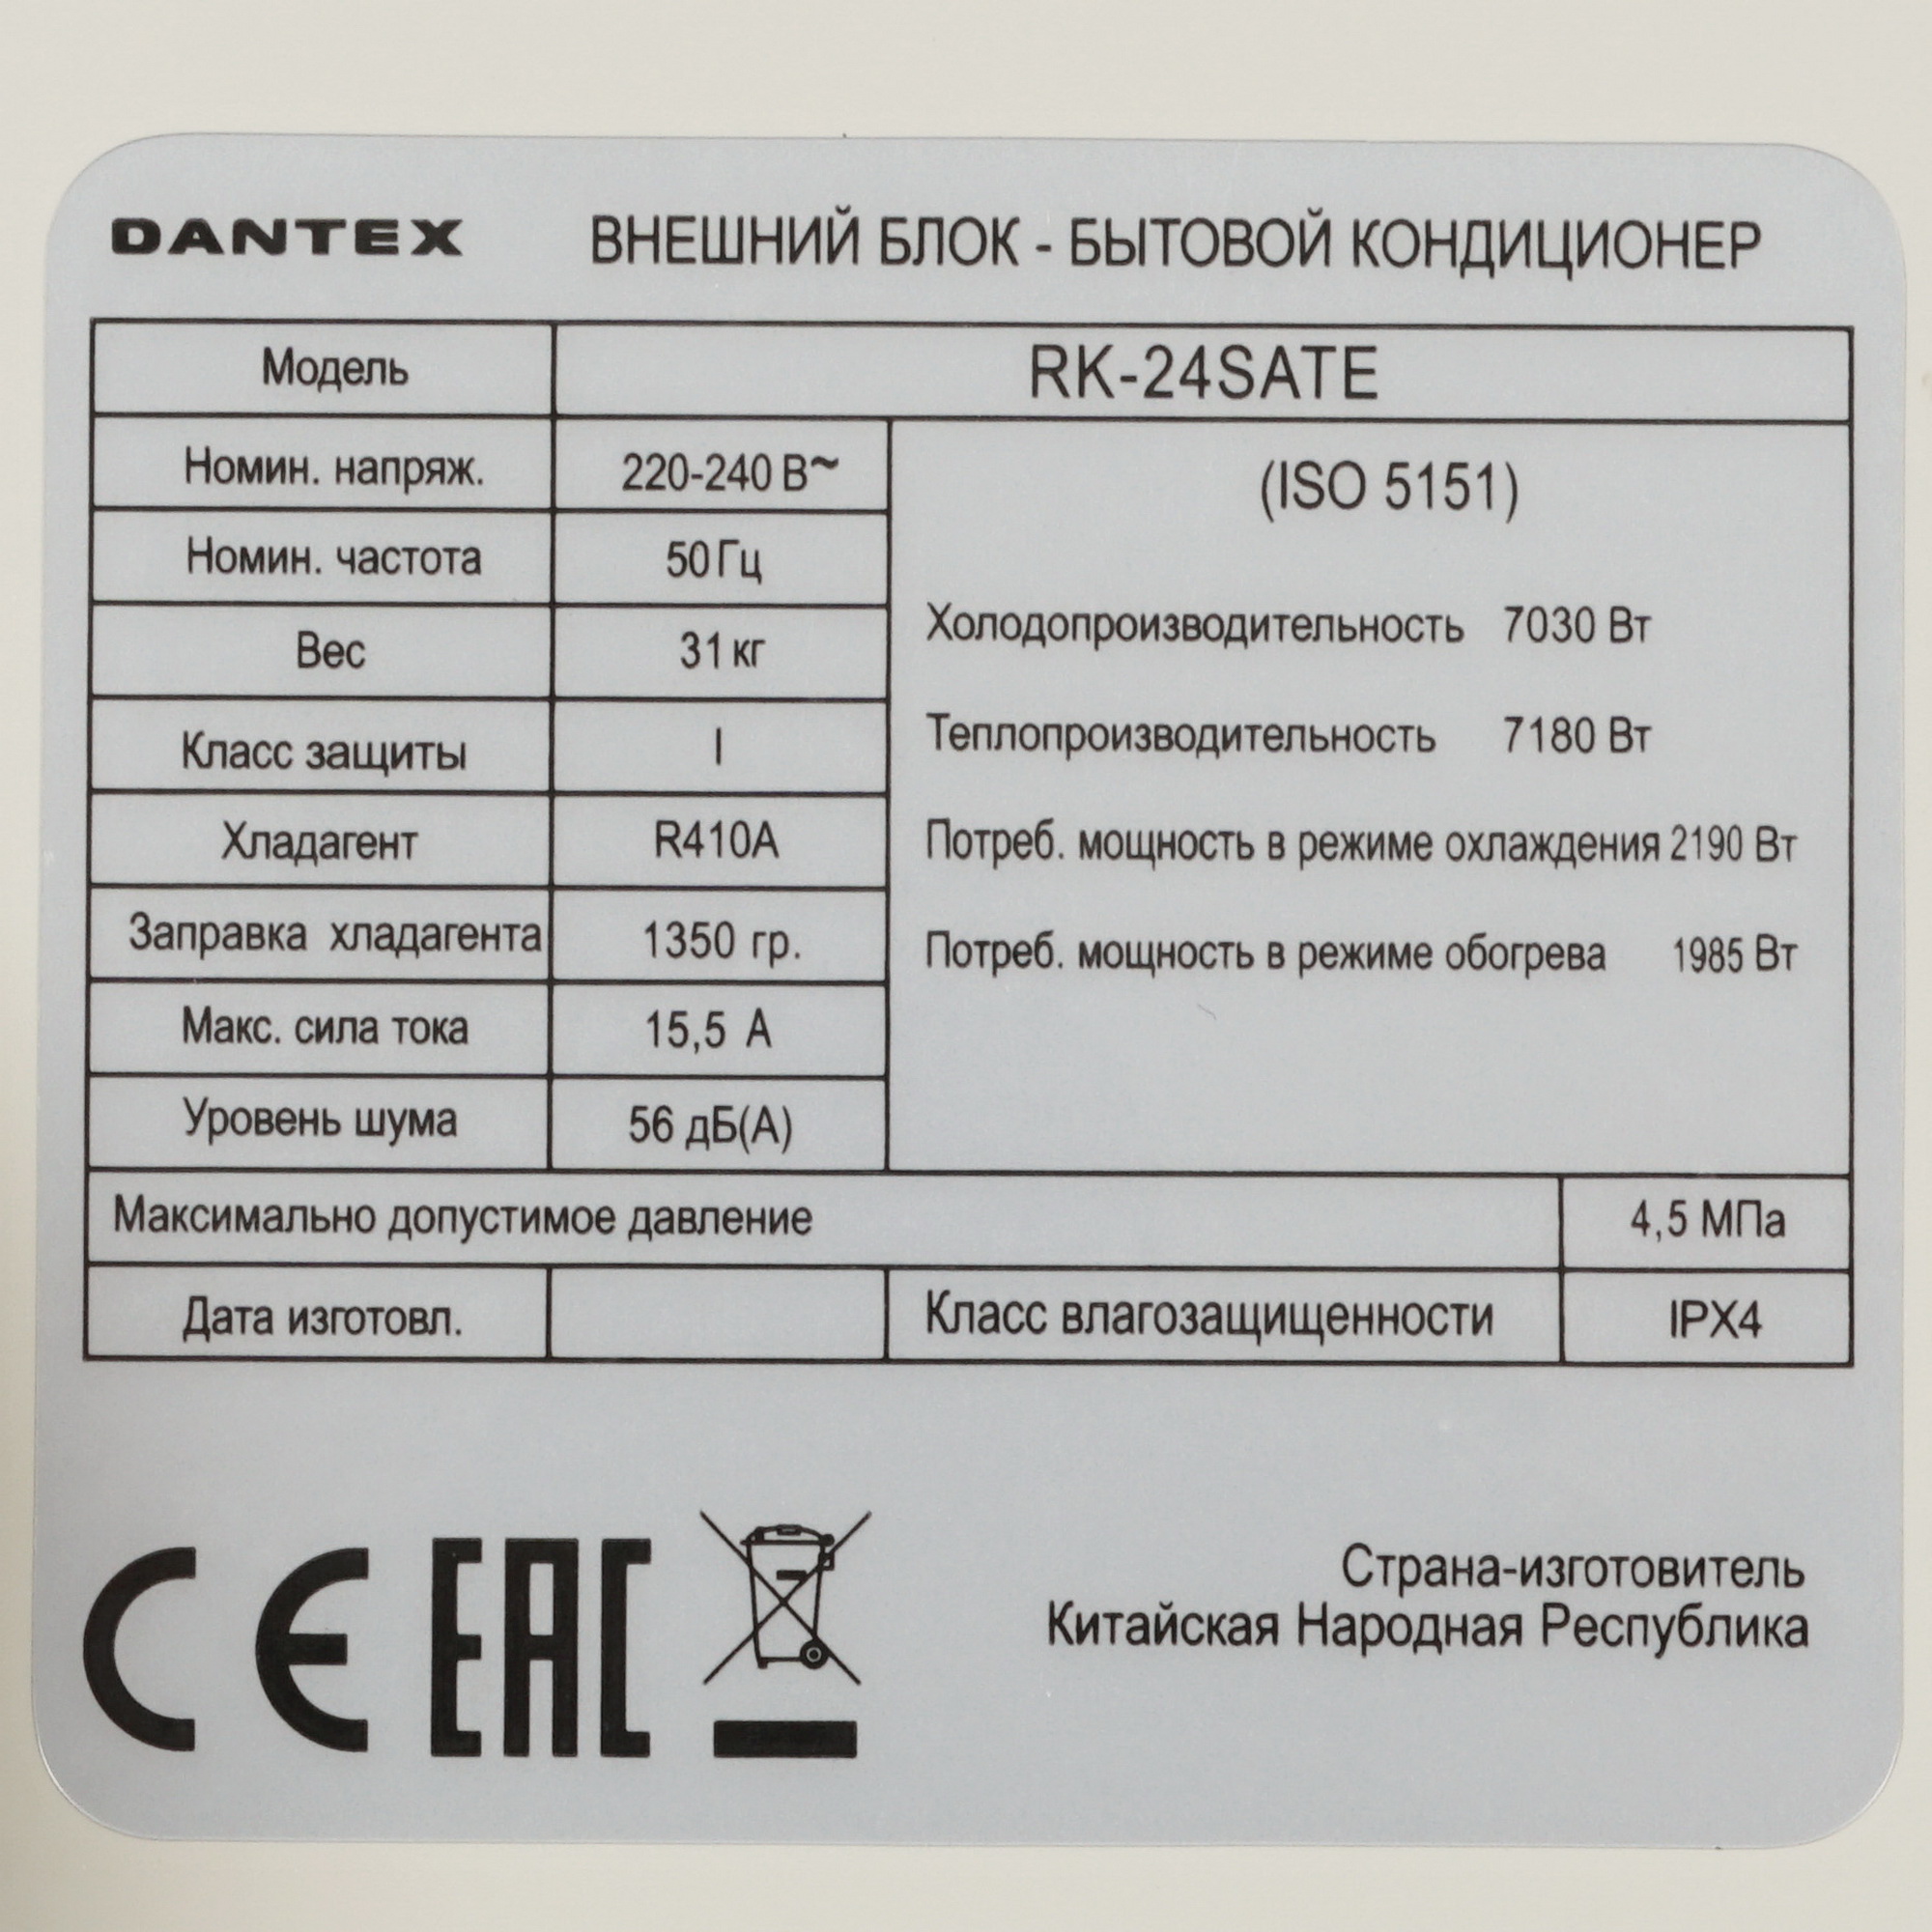 DANTEX ВНЕШНИЙ БЛОК - БЫТОВОЙ КОНДИЦИОНЕР
Модель RK-24SATE
Номин. напряж. 220-240 В~
Номин. частота 50 Гц
Вес 31 кг
Класс защиты I
Хладагент R410A
Заправка хладагента 1350 гр.
Макс. сила тока 15,5 А
Уровень шума 56 дБ(А)
(ISO 5151)
Холодопроизводительность 7030 Вт
Теплопроизводительность 7180 Вт
Потреб. мощность в режиме охлаждения 2190 Вт
Потреб. мощность в режиме обогрева 1985 Вт
Максимально допустимое давление 4,5 МПа
Дата изготовл. Класс влагозащищенности IPX4
CE EAC
Страна-изготовитель
Китайская Народная Республика